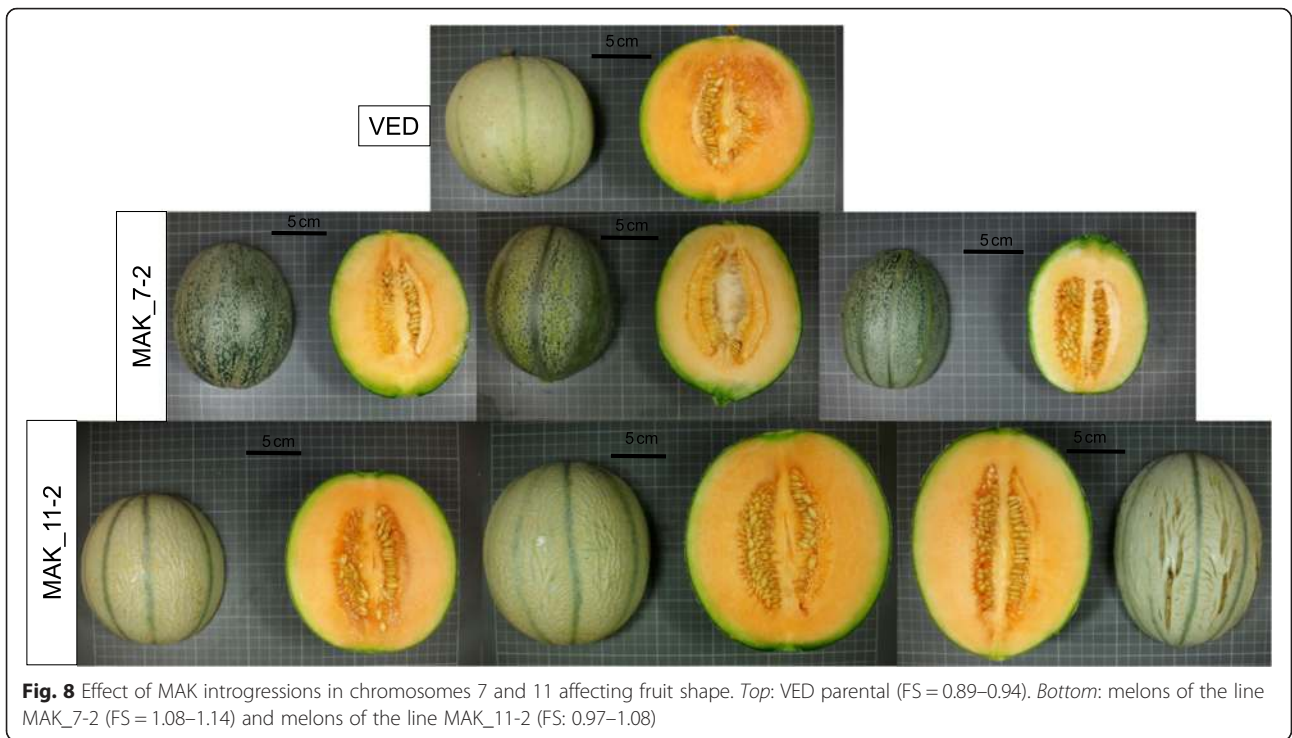 5 cm
VED
5 cm
5 cm
5 cm
MAK_7-2
5 cm
5 cm
5 cm
MAK_11-2
Fig. 8 Effect of MAK introgressions in chromosomes 7 and 11 affecting fruit shape. Top: VED parental (FS = 0.89–0.94). Bottom: melons of the line
MAK_7-2 (FS = 1.08–1.14) and melons of the line MAK_11-2 (FS: 0.97–1.08)